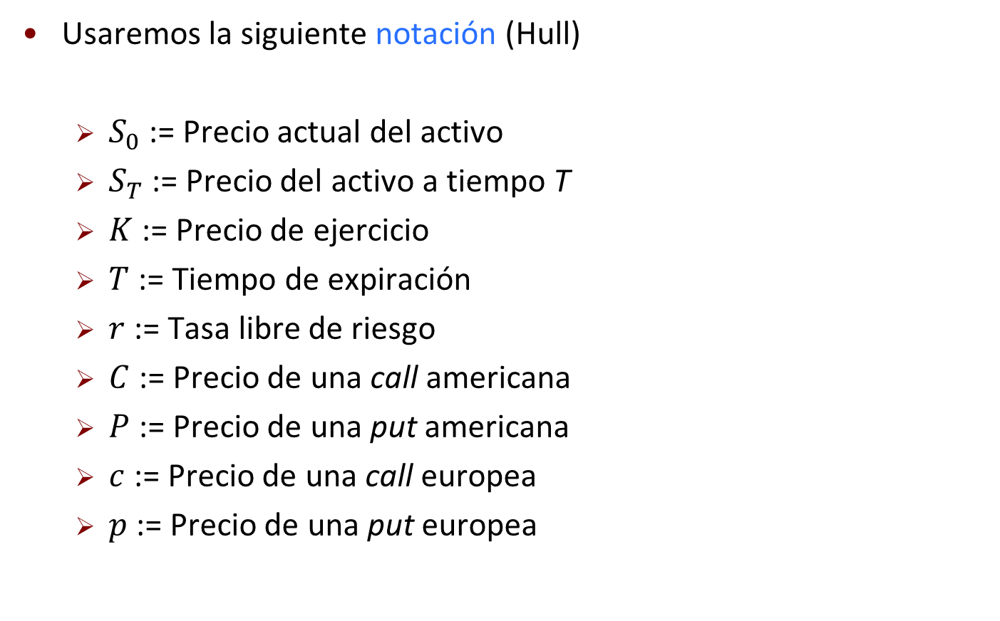 • Usaremos la siguiente notación (Hull)
➢ S₀ := Precio actual del activo
➢ S_T := Precio del activo a tiempo T
➢ K := Precio de ejercicio
➢ T := Tiempo de expiración
➢ r := Tasa libre de riesgo
➢ C := Precio de una call americana
➢ P := Precio de una put americana
➢ c := Precio de una call europea
➢ p := Precio de una put europea